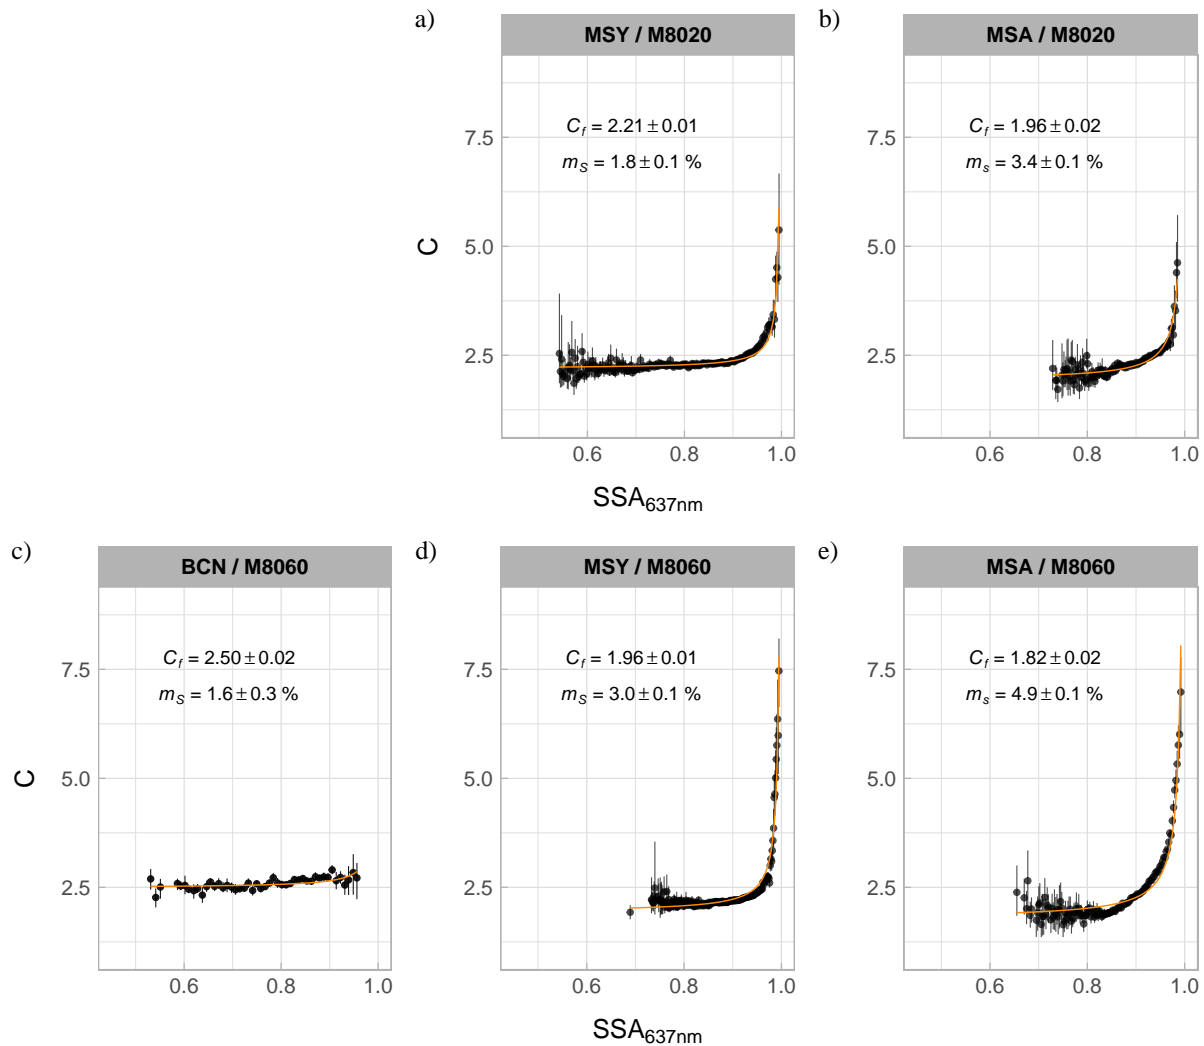 a)
MSY / M8020
b)
MSA / M8020
C_f = 2.21 ± 0.01
m_S = 1.8 ± 0.1 %
C_f = 1.96 ± 0.02
m_s = 3.4 ± 0.1 %
7.5
5.0
2.5
C
7.5
5.0
2.5
0.6 0.8 1.0
0.6 0.8 1.0
SSA_637nm
c)
BCN / M8060
d)
MSY / M8060
e)
MSA / M8060
C_f = 2.50 ± 0.02
m_S = 1.6 ± 0.3 %
C_f = 1.96 ± 0.01
m_S = 3.0 ± 0.1 %
C_f = 1.82 ± 0.02
m_s = 4.9 ± 0.1 %
7.5
5.0
2.5
C
7.5
5.0
2.5
7.5
5.0
2.5
0.6 0.8 1.0
0.6 0.8 1.0
0.6 0.8 1.0
SSA_637nm